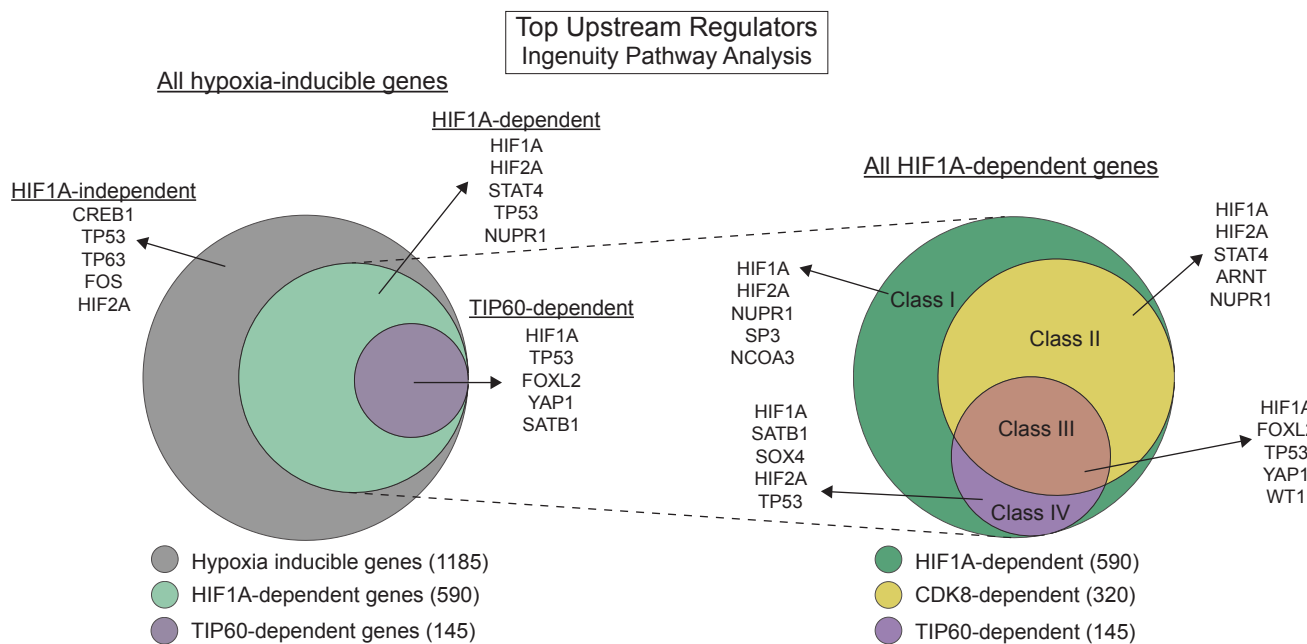 Top Upstream Regulators
Ingenuity Pathway Analysis
All hypoxia-inducible genes
HIF1A-dependent
HIF1A
HIF2A
STAT4
TP53
NUPR1
HIF1A-independent
CREB1
TP53
TP63
FOS
HIF2A
TIP60-dependent
HIF1A
TP53
FOXL2
YAP1
SATB1
Hypoxia inducible genes (1185)
HIF1A-dependent genes (590)
TIP60-dependent genes (145)
All HIF1A-dependent genes
HIF1A
HIF2A
STAT4
ARNT
NUPR1
HIF1A
HIF2A
NUPR1
SP3
NCOA3
Class I
Class II
Class III
Class IV
HIF1A
SATB1
SOX4
HIF2A
TP53
HIF1A
FOXL2
TP53
YAP1
WT1
HIF1A-dependent (590)
CDK8-dependent (320)
TIP60-dependent (145)